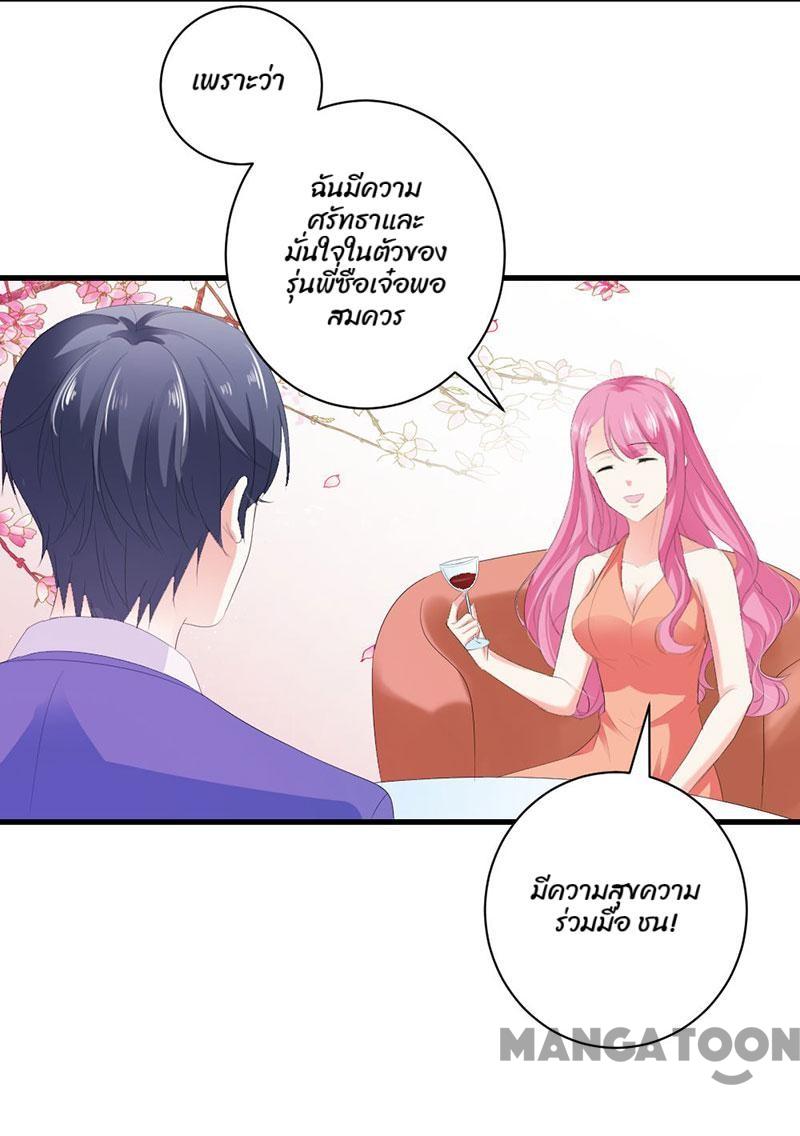 เพราะว่า
ฉันมีความ
ศรัทธาและ
มั่นใจในตัวของ
รุ่นพี่ซือเจ๋อพอ
สมควร
มีความสุขความ
ร่วมมือ ชน!
MANGATOON